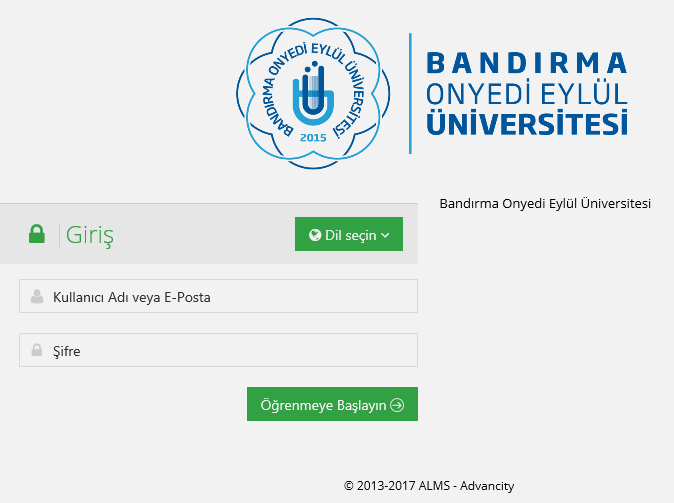 BANDIRMA ONYEDİ EYLÜL ÜNİVERSİTESİ
2015
BANDIRMA
ONYEDİ EYLÜL
ÜNİVERSİTESİ
Bandırma Onyedi Eylül Üniversitesi
Giriş
Dil seçin
Kullanıcı Adı veya E-Posta
Şifre
Öğrenmeye Başlayın
© 2013-2017 ALMS - Advancity